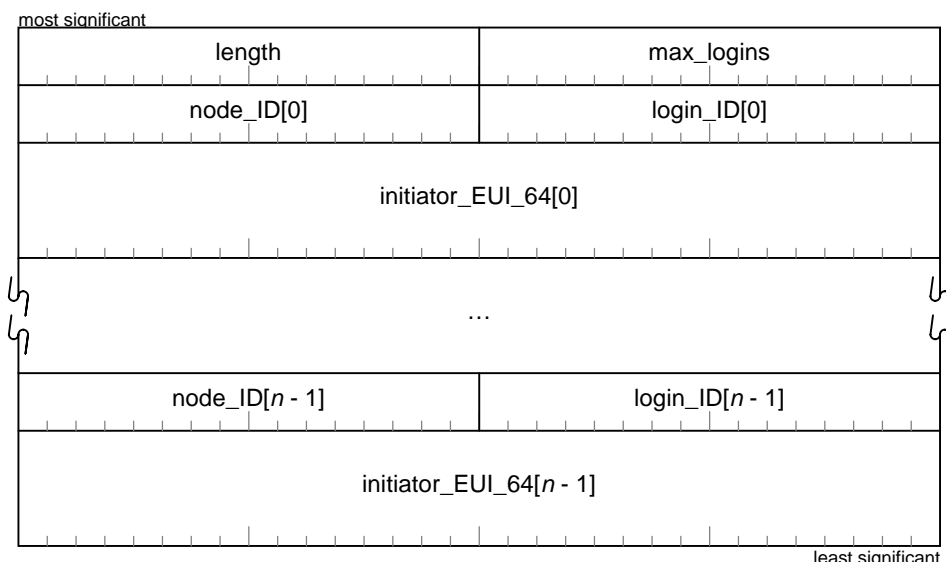 most significant
length max_logins
node_ID[0] login_ID[0]
initiator_EUI_64[0]
…
node_ID[n - 1] login_ID[n - 1]
initiator_EUI_64[n - 1]
least significant